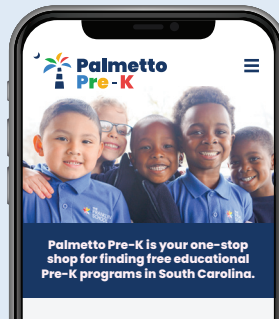 Palmetto
Pre-K
Palmetto Pre-K is your one-stop
shop for finding free educational
Pre-K programs in South Carolina.